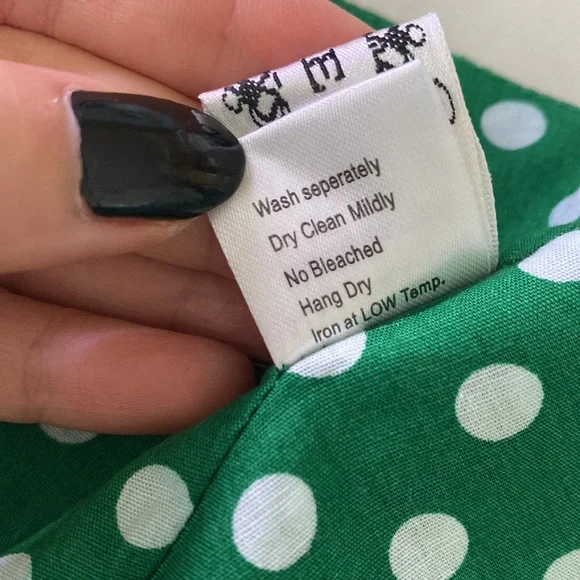 E
Wash seperately
Dry Clean Mildly
No Bleached
Hang Dry
Iron at LOW Temp.